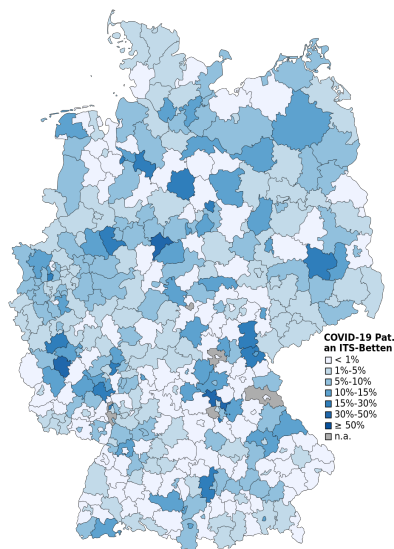 COVID-19 Pat.
an ITS-Betten
< 1%
1%-5%
5%-10%
10%-15%
15%-30%
30%-50%
≥ 50%
n.a.